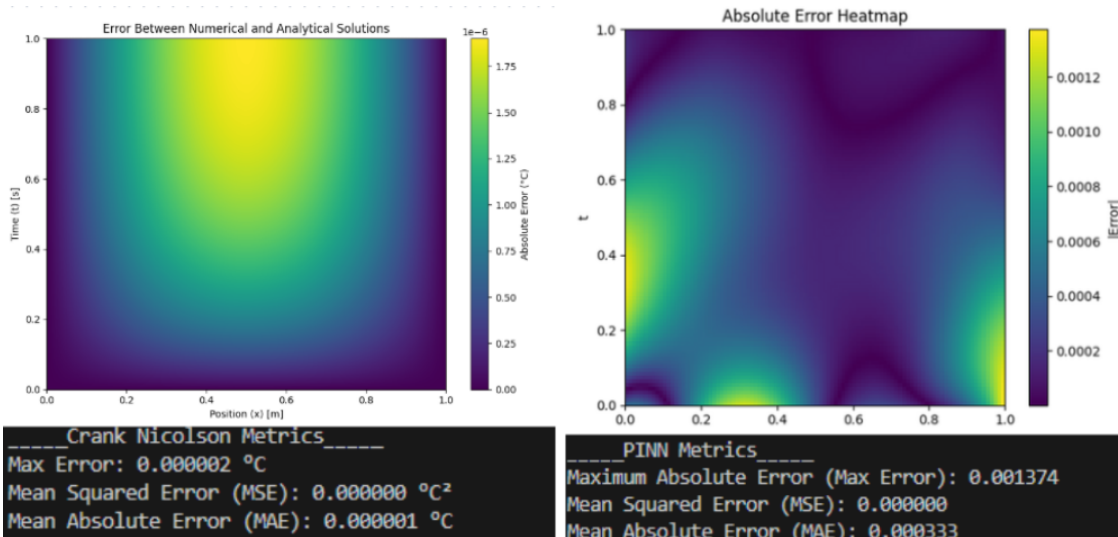 Error Between Numerical and Analytical Solutions
1e−6
1.0
0.8
0.6
0.4
0.2
0.0
Time (t) [s]
0.0 0.2 0.4 0.6 0.8 1.0
Position (x) [m]
1.75
1.50
1.25
1.00
0.75
0.50
0.25
0.00
Absolute Error (°C)
_____Crank Nicolson Metrics_____
Max Error: 0.000002 °C
Mean Squared Error (MSE): 0.000000 °C²
Mean Absolute Error (MAE): 0.000001 °C
Absolute Error Heatmap
1.0
0.8
0.6
0.4
0.2
0.0
t
0.0 0.2 0.4 0.6 0.8 1.0
0.0012
0.0010
0.0008
0.0006
0.0004
0.0002
|Error|
_____PINN Metrics_____
Maximum Absolute Error (Max Error): 0.001374
Mean Squared Error (MSE): 0.000000
Mean Absolute Error (MAE): 0.000333